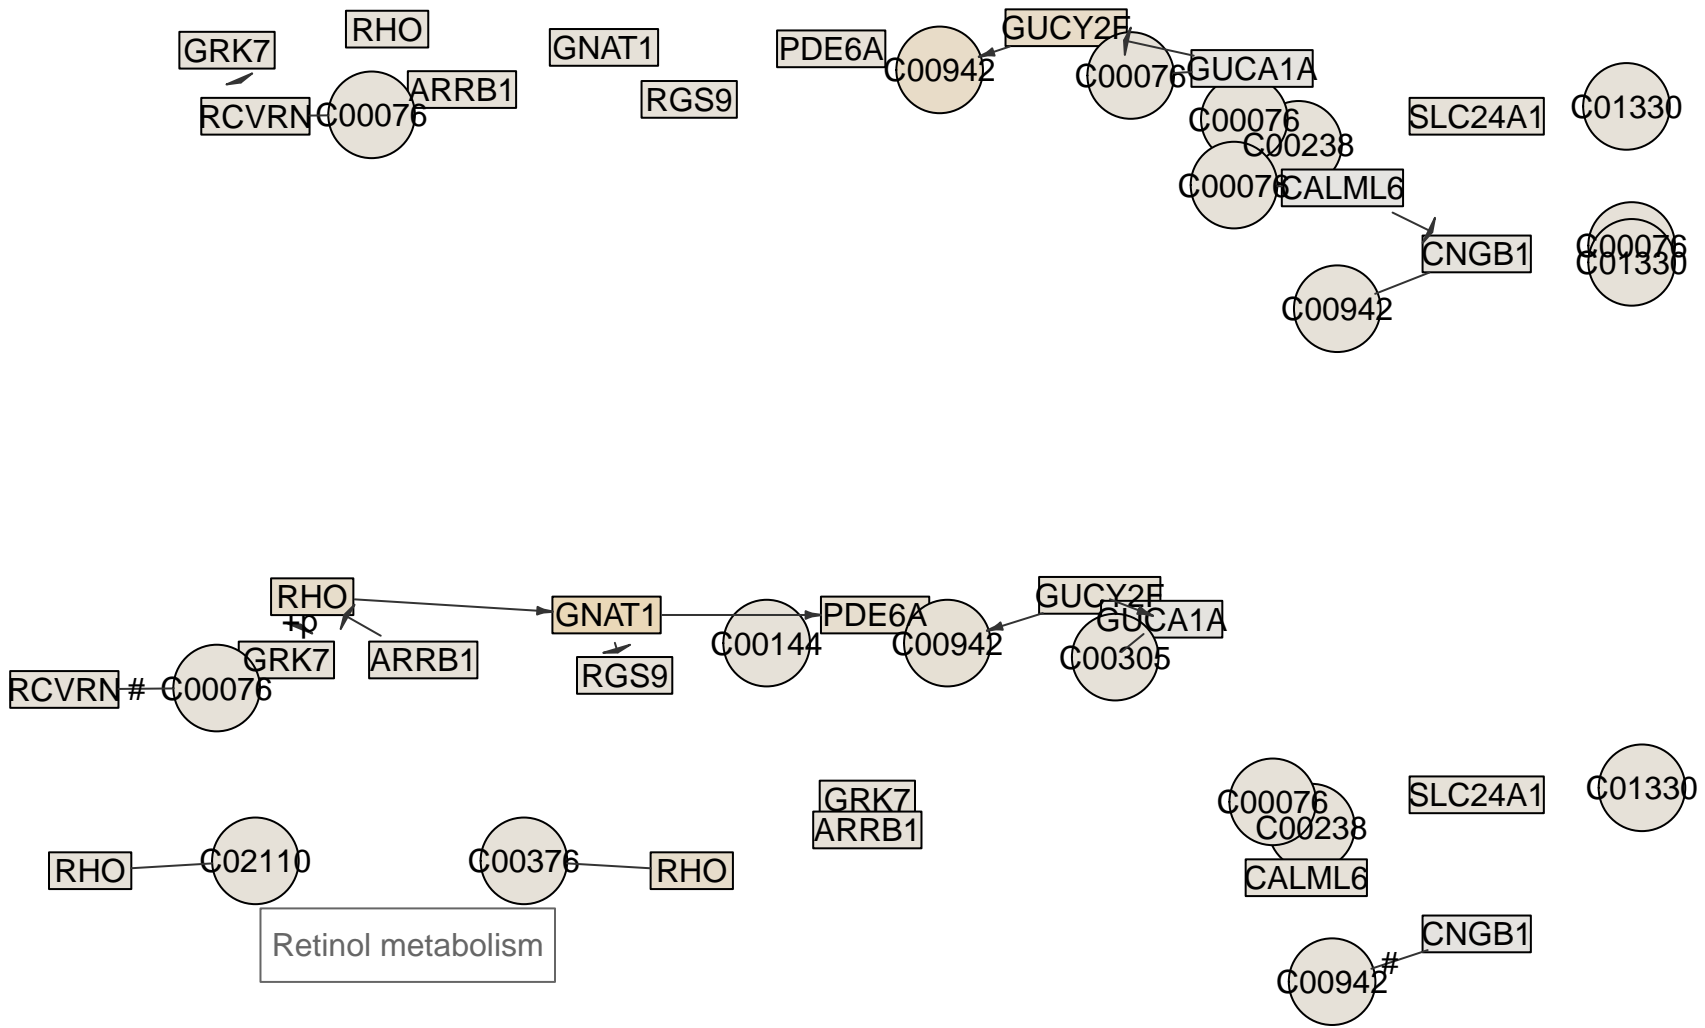 GRK7
RHO
GNAT1
PDE6A
C00942
GUCY2F
C00076
GUCA1A
RCVRN
C00076
ARRB1
RGS9
C00076
C00238
SLC24A1
C01330
C00076
CALML6
CNGB1
C00076
C01330
C00942
RHO
+p
GNAT1
PDE6A
GUCY2F
GUCA1A
RCVRN
#
C00076
GRK7
ARRB1
RGS9
C00144
C00942
C00305
GRK7
ARRB1
C00076
C00238
SLC24A1
C01330
RHO
C02110
C00376
RHO
CALML6
Retinol metabolism
CNGB1
#
C00942